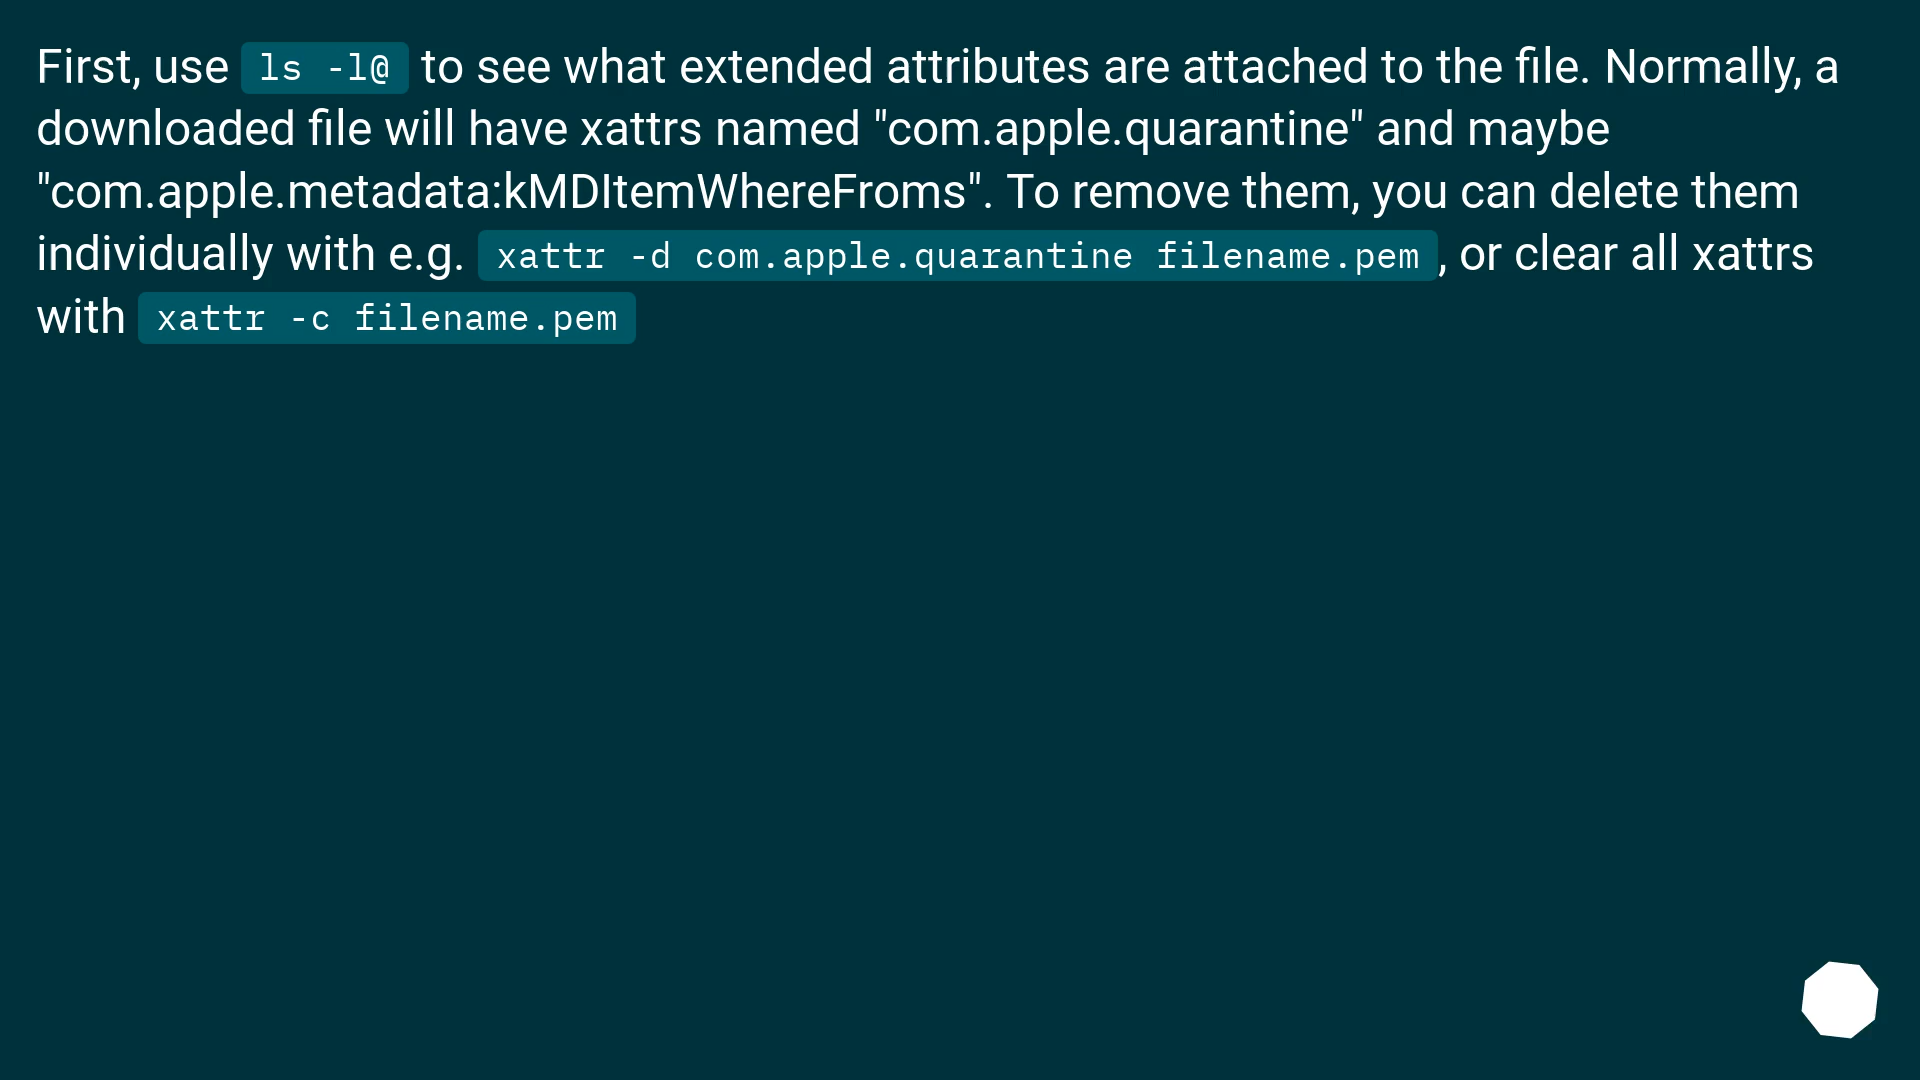 First, use ls -l@ to see what extended attributes are attached to the file. Normally, a
downloaded file will have xattrs named "com.apple.quarantine" and maybe
"com.apple.metadata:kMDItemWhereFroms". To remove them, you can delete them
individually with e.g. xattr -d com.apple.quarantine filename.pem, or clear all xattrs
with xattr -c filename.pem